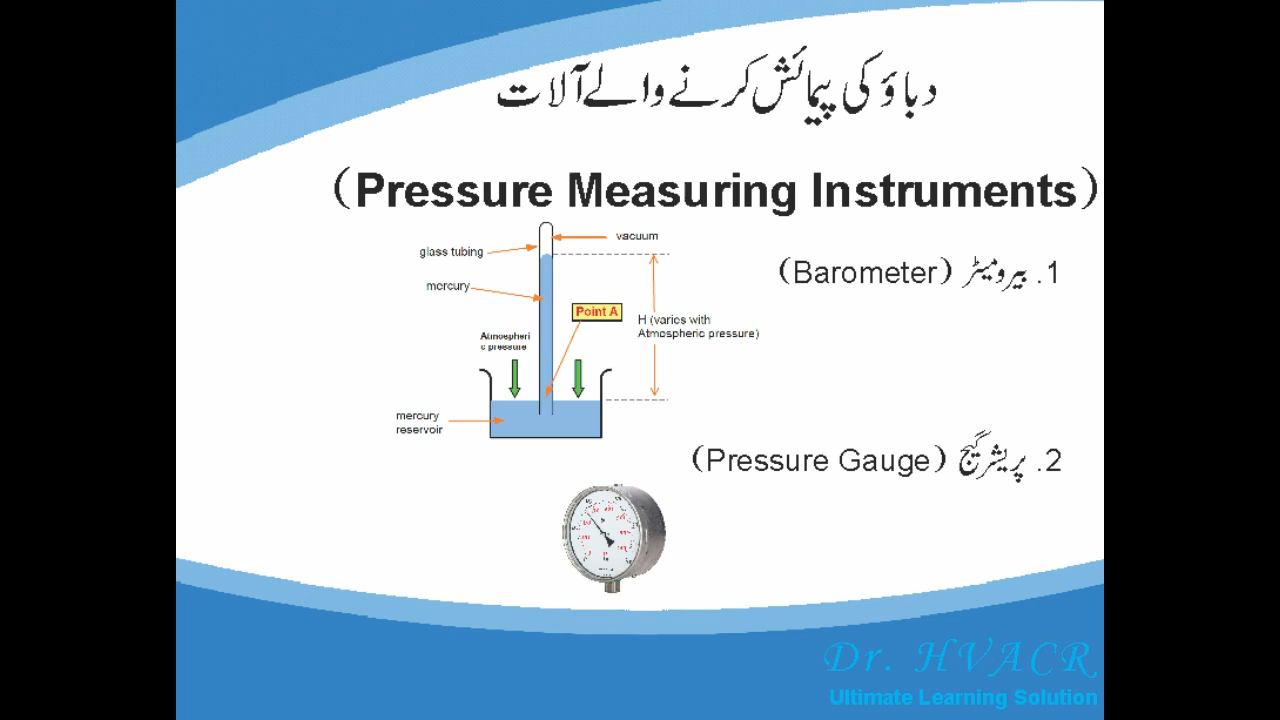 دباؤ کی پیمائش کرنے والے آلات
(Pressure Measuring Instruments)
vacuum
glass tubing
1. بیرومیٹر (Barometer)
mercury
Point A
H (varies with
Atmospheric pressure)
Atmospheri
c pressure
mercury
reservoir
2. پریشر گیج (Pressure Gauge)
Dr. HVACR
Ultimate Learning Solution